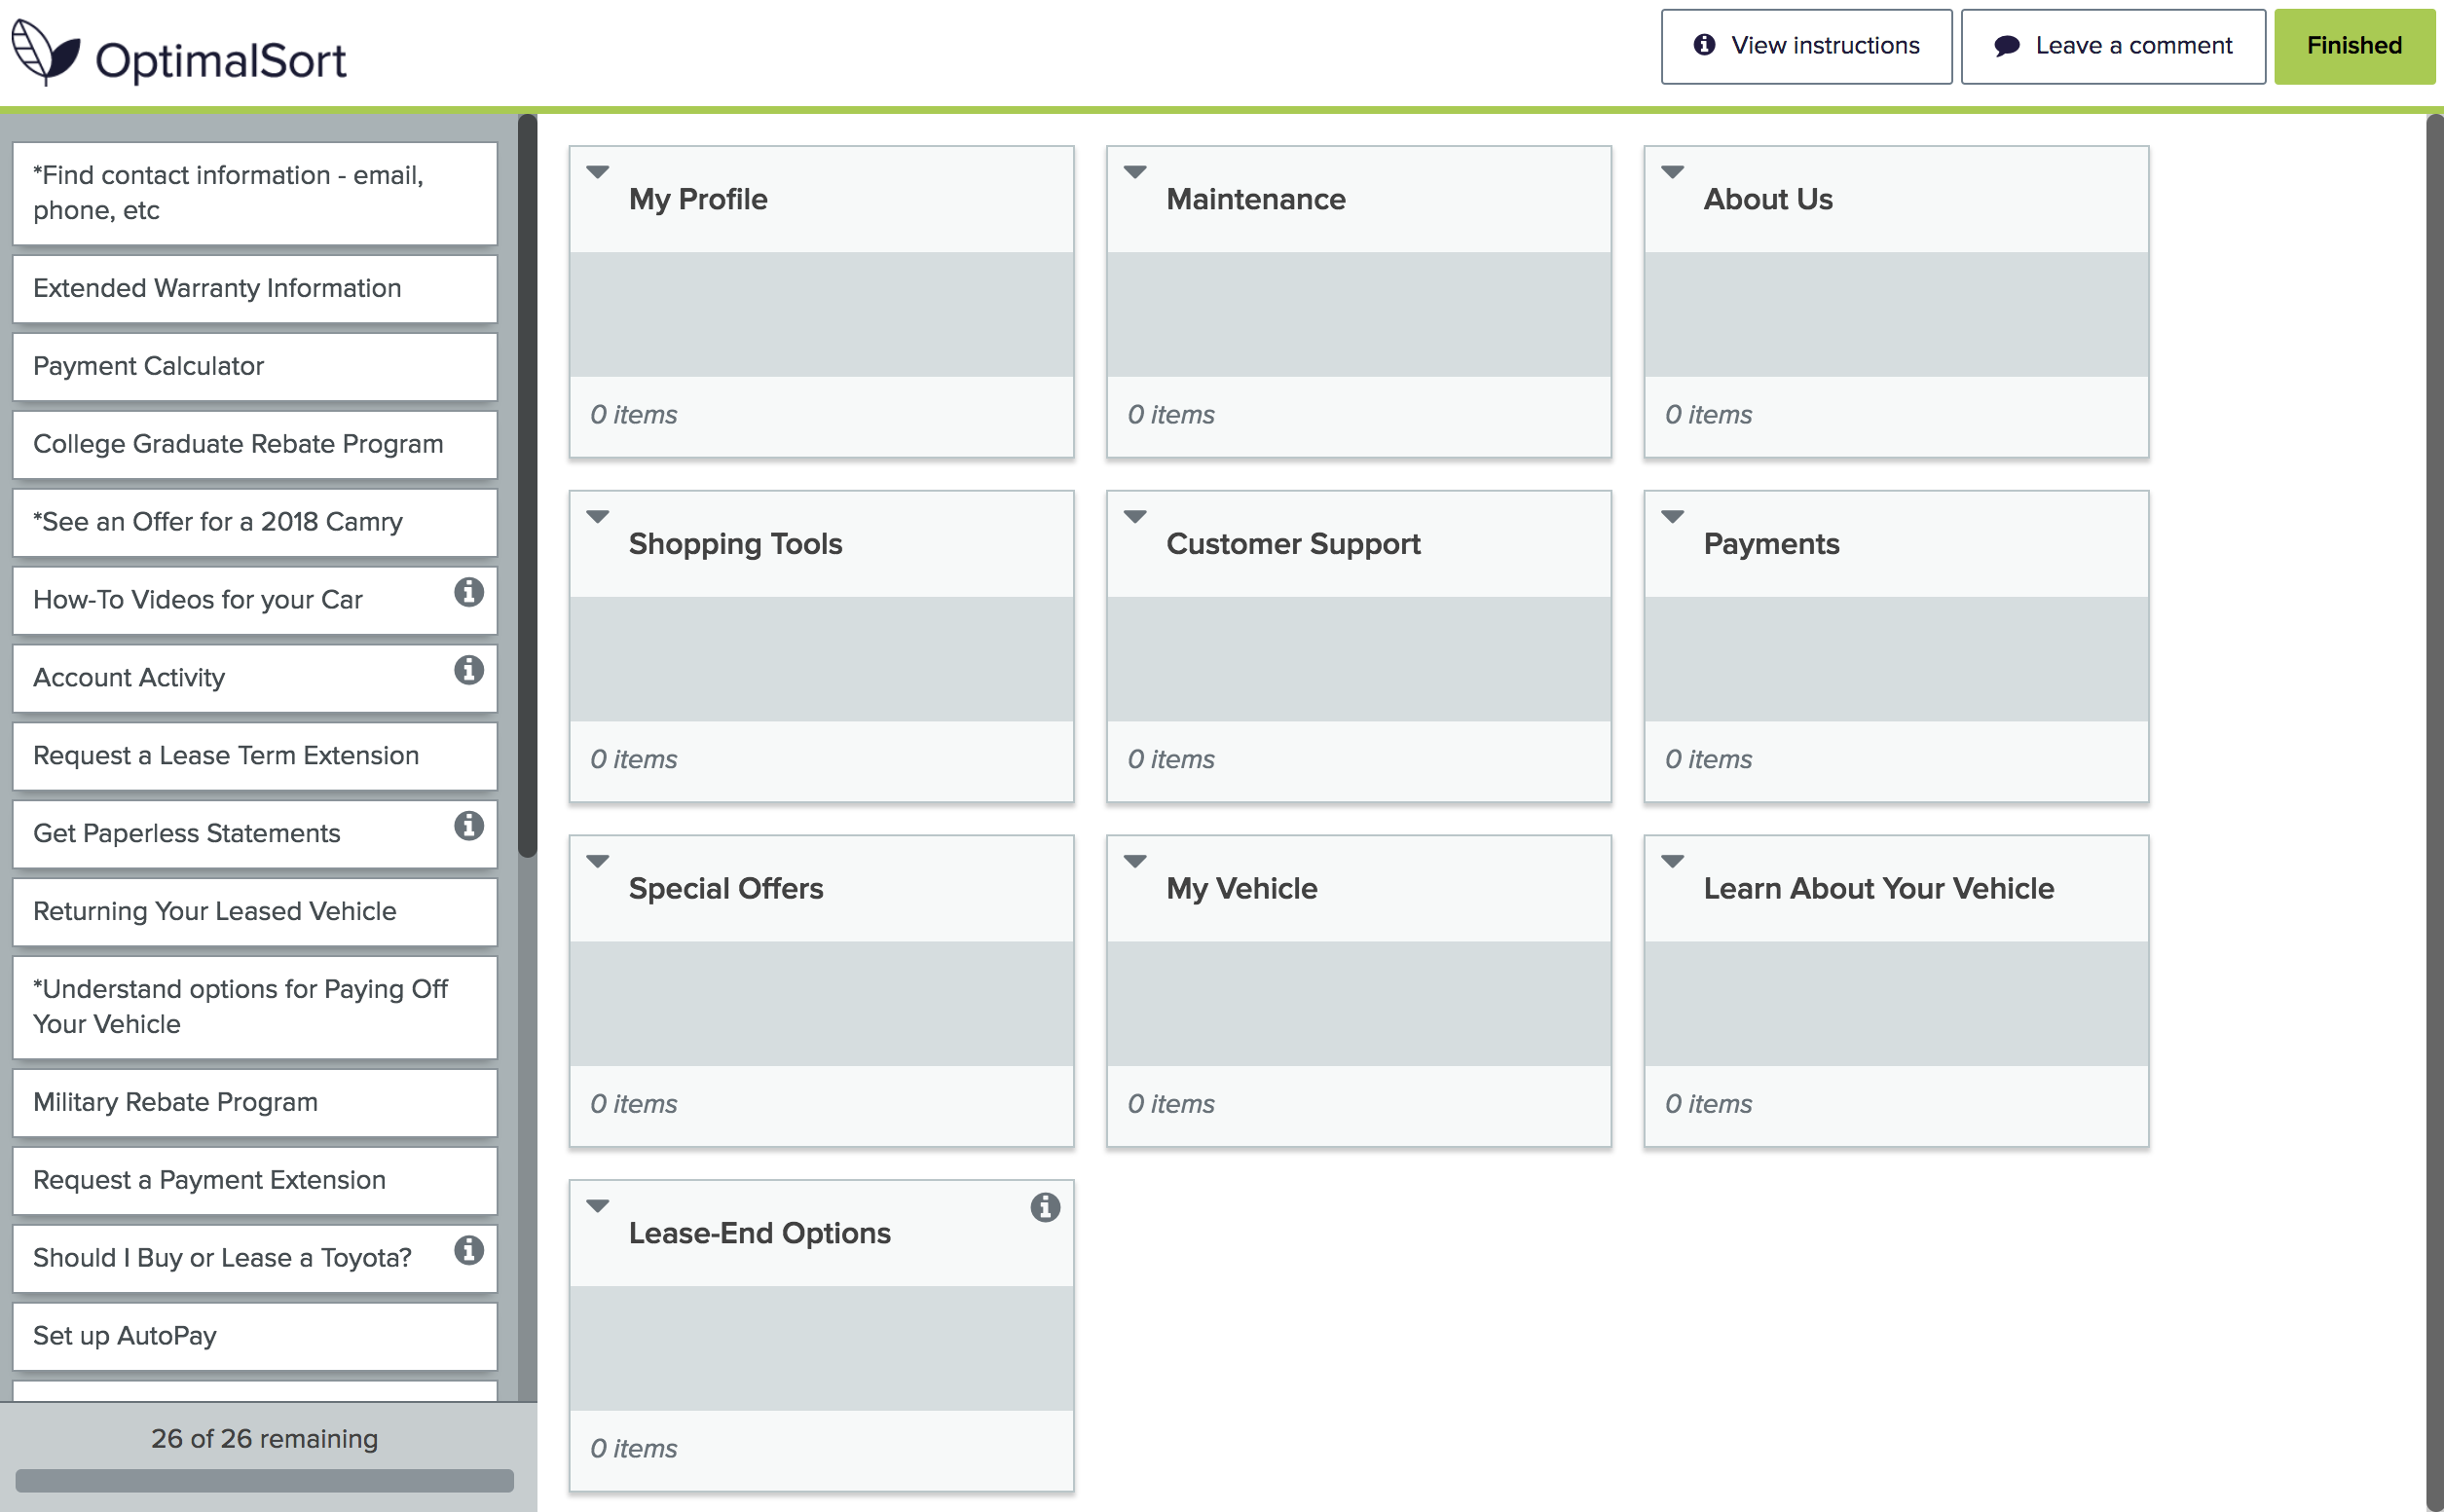 OptimalSort
View instructions
Leave a comment
Finished
*Find contact information - email,
phone, etc
Extended Warranty Information
Payment Calculator
College Graduate Rebate Program
*See an Offer for a 2018 Camry
How-To Videos for your Car
Account Activity
Request a Lease Term Extension
Get Paperless Statements
Returning Your Leased Vehicle
*Understand options for Paying Off
Your Vehicle
Military Rebate Program
Request a Payment Extension
Should I Buy or Lease a Toyota?
Set up AutoPay
26 of 26 remaining
My Profile
0 items
Maintenance
0 items
About Us
0 items
Shopping Tools
0 items
Customer Support
0 items
Payments
0 items
Special Offers
0 items
My Vehicle
0 items
Learn About Your Vehicle
0 items
Lease-End Options
0 items